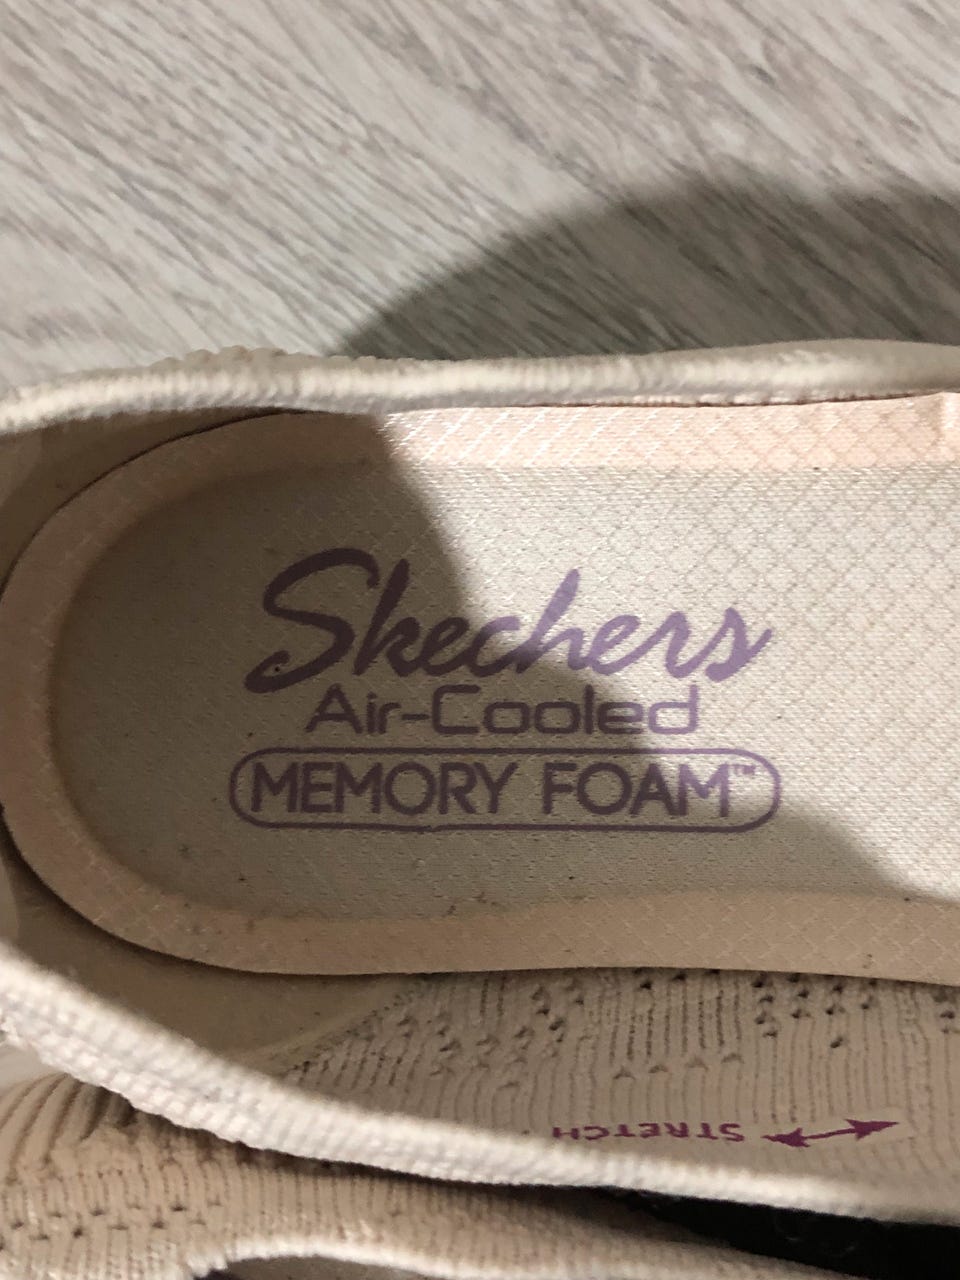 Skechers
Air-Cooled
MEMORY FOAM™
STRETCH